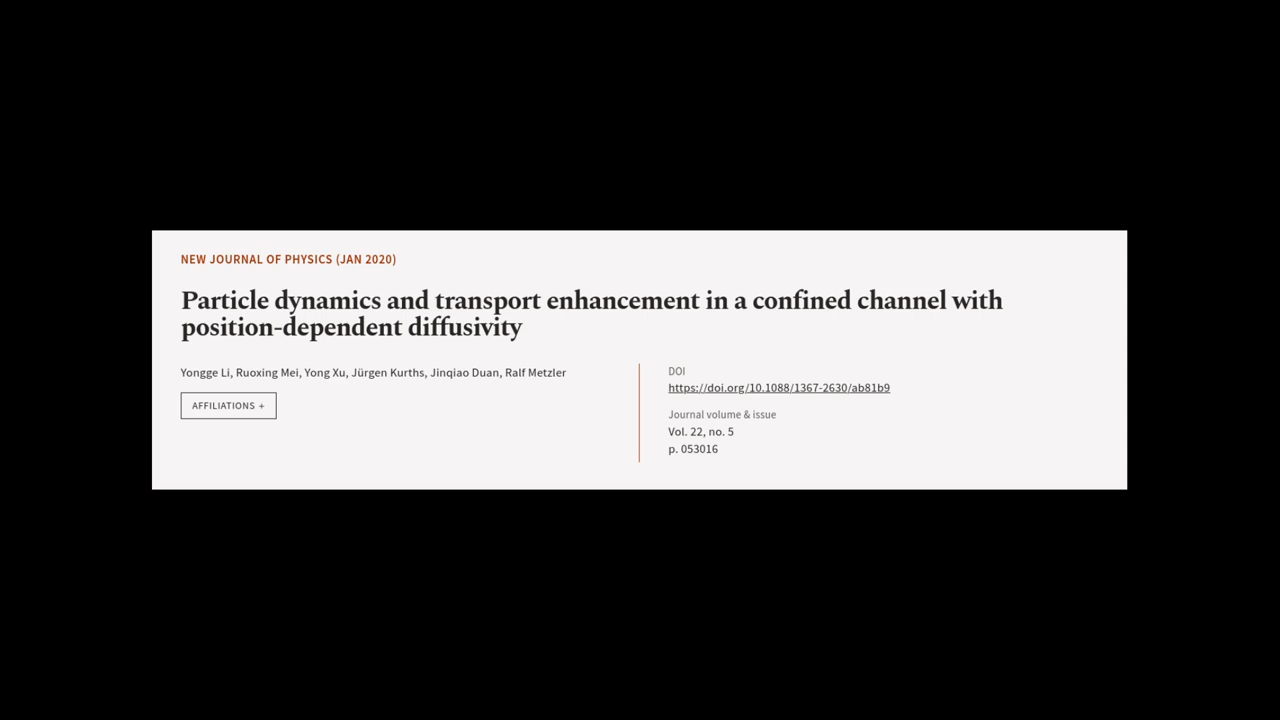 NEW JOURNAL OF PHYSICS (JAN 2020)
Particle dynamics and transport enhancement in a confined channel with
position-dependent diffusivity
Yongge Li, Ruoxing Mei, Yong Xu, Jürgen Kurths, Jinqiao Duan, Ralf Metzler
AFFILIATIONS +
DOI
https://doi.org/10.1088/1367-2630/ab81b9
Journal volume & issue
Vol. 22, no. 5
p. 053016